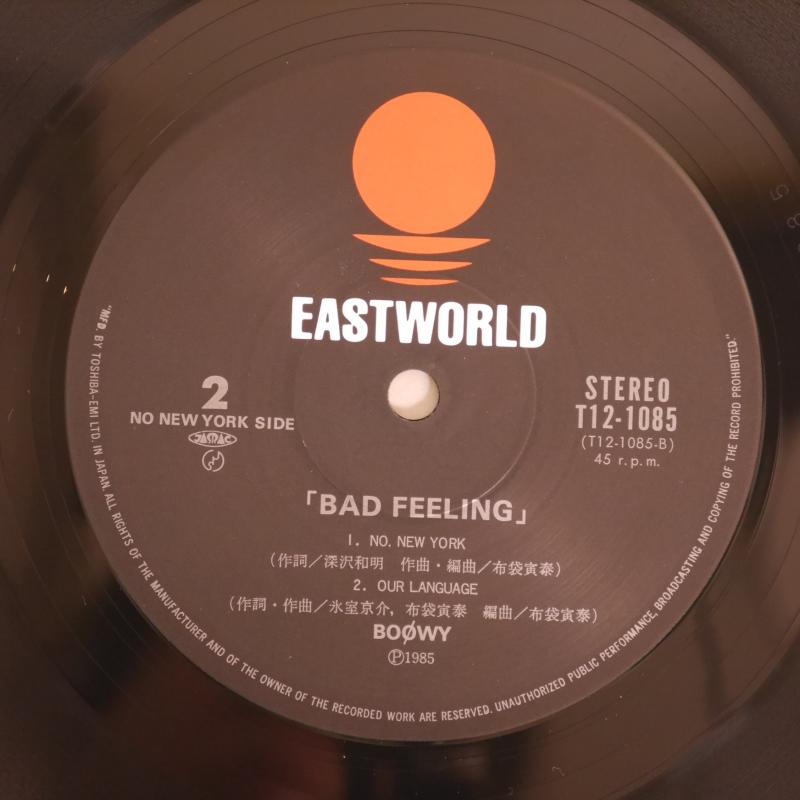 EASTWORLD
2
NO NEW YORK SIDE
JASRAC
STEREO
T12-1085
(T12-1085-B)
45 r.p.m.
「BAD FEELING」
1. NO. NEW YORK
(作詞／深沢和明 作曲・編曲／布袋寅泰)
2. OUR LANGUAGE
(作詞・作曲／氷室京介, 布袋寅泰 編曲／布袋寅泰)
BOØWY
Ⓟ1985
"MFD. BY TOSHIBA-EMI LTD. IN JAPAN. ALL RIGHTS OF THE MANUFACTURER AND OF THE OWNER OF THE RECORDED WORK ARE RESERVED. UNAUTHORIZED PUBLIC PERFORMANCE, BROADCASTING AND COPYING OF THE RECORD PROHIBITED."